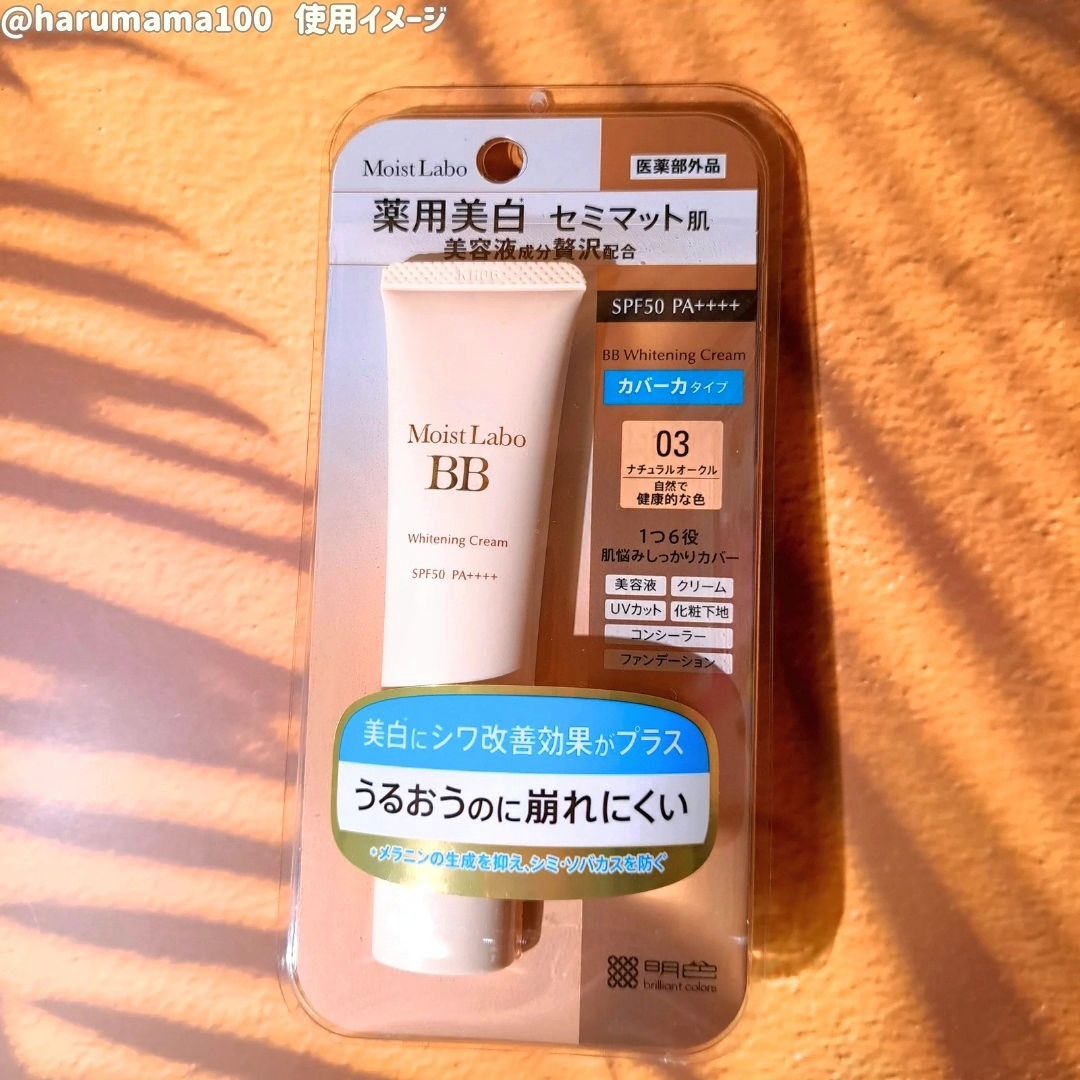 @harumama100 使用イメージ
Moist Labo
医薬部外品
薬用美白 セミマット肌
美容液成分贅沢配合
KH06
SPF50 PA++++
BB Whitening Cream
カバー力タイプ
03
ナチュラルオークル
自然で
健康的な色
1つ6役
肌悩みしっかりカバー
美容液 クリーム
UVカット 化粧下地
コンシーラー
ファンデーション
Moist Labo
BB
Whitening Cream
SPF50 PA++++
美白にシワ改善効果がプラス
うるおうのに崩れにくい
*メラニンの生成を抑え、シミ・ソバカスを防ぐ
明色
brilliant colors